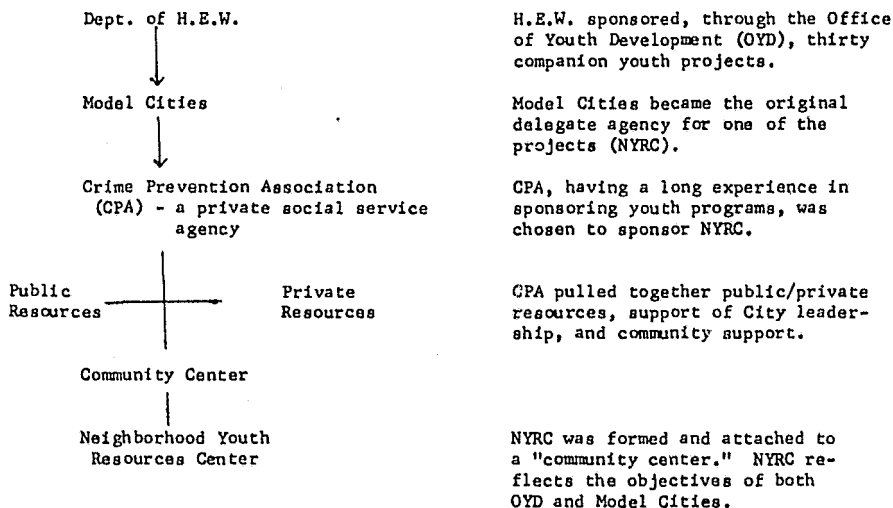 Dept. of H.E.W.
H.E.W. sponsored, through the Office
of Youth Development (OYD), thirty
companion youth projects.
Model Cities
Model Cities became the original
delegate agency for one of the
projects (NYRC).
Crime Prevention Association
(CPA) - a private social service
agency
CPA, having a long experience in
sponsoring youth programs, was
chosen to sponsor NYRC.
Public
Resources
Private
Resources
CPA pulled together public/private
resources, support of City leader-
ship, and community support.
Community Center
Neighborhood Youth
Resources Center
NYRC was formed and attached to
a "community center." NYRC re-
flects the objectives of both
OYD and Model Cities.